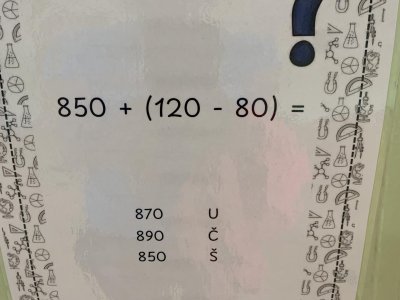 ?
850 + (120 - 80) =
870 U
890 Č
850 Š